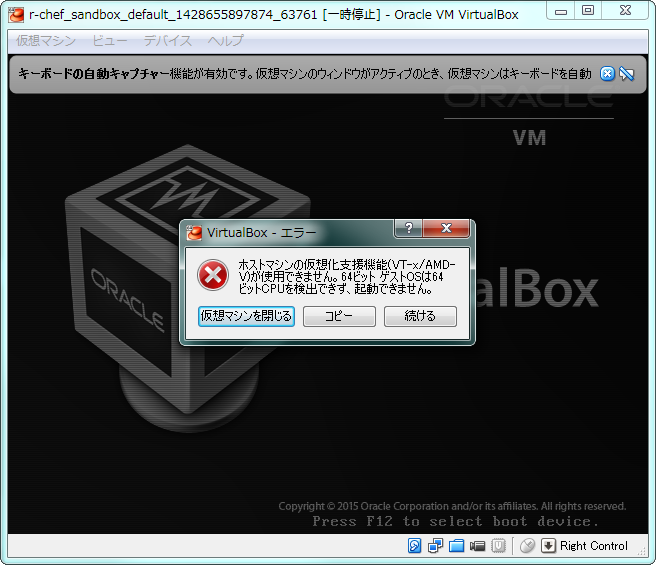 r-chef_sandbox_default_1428655897874_63761 [一時停止] - Oracle VM VirtualBox
仮想マシン ビュー デバイス ヘルプ
キーボードの自動キャプチャー機能が有効です。仮想マシンのウィンドウがアクティブのとき、仮想マシンはキーボードを自動
ORACLE
VM
ORACLE
VirtualBox - エラー
ホストマシンの仮想化支援機能(VT-x/AMD-
V)が使用できません。64ビット ゲストOSは64
ビットCPUを検出できず、起動できません。
仮想マシンを閉じる コピー 続ける
alBox
Copyright © 2015 Oracle Corporation and/or its affiliates. All rights reserved.
Press F12 to select boot device.
Right Control